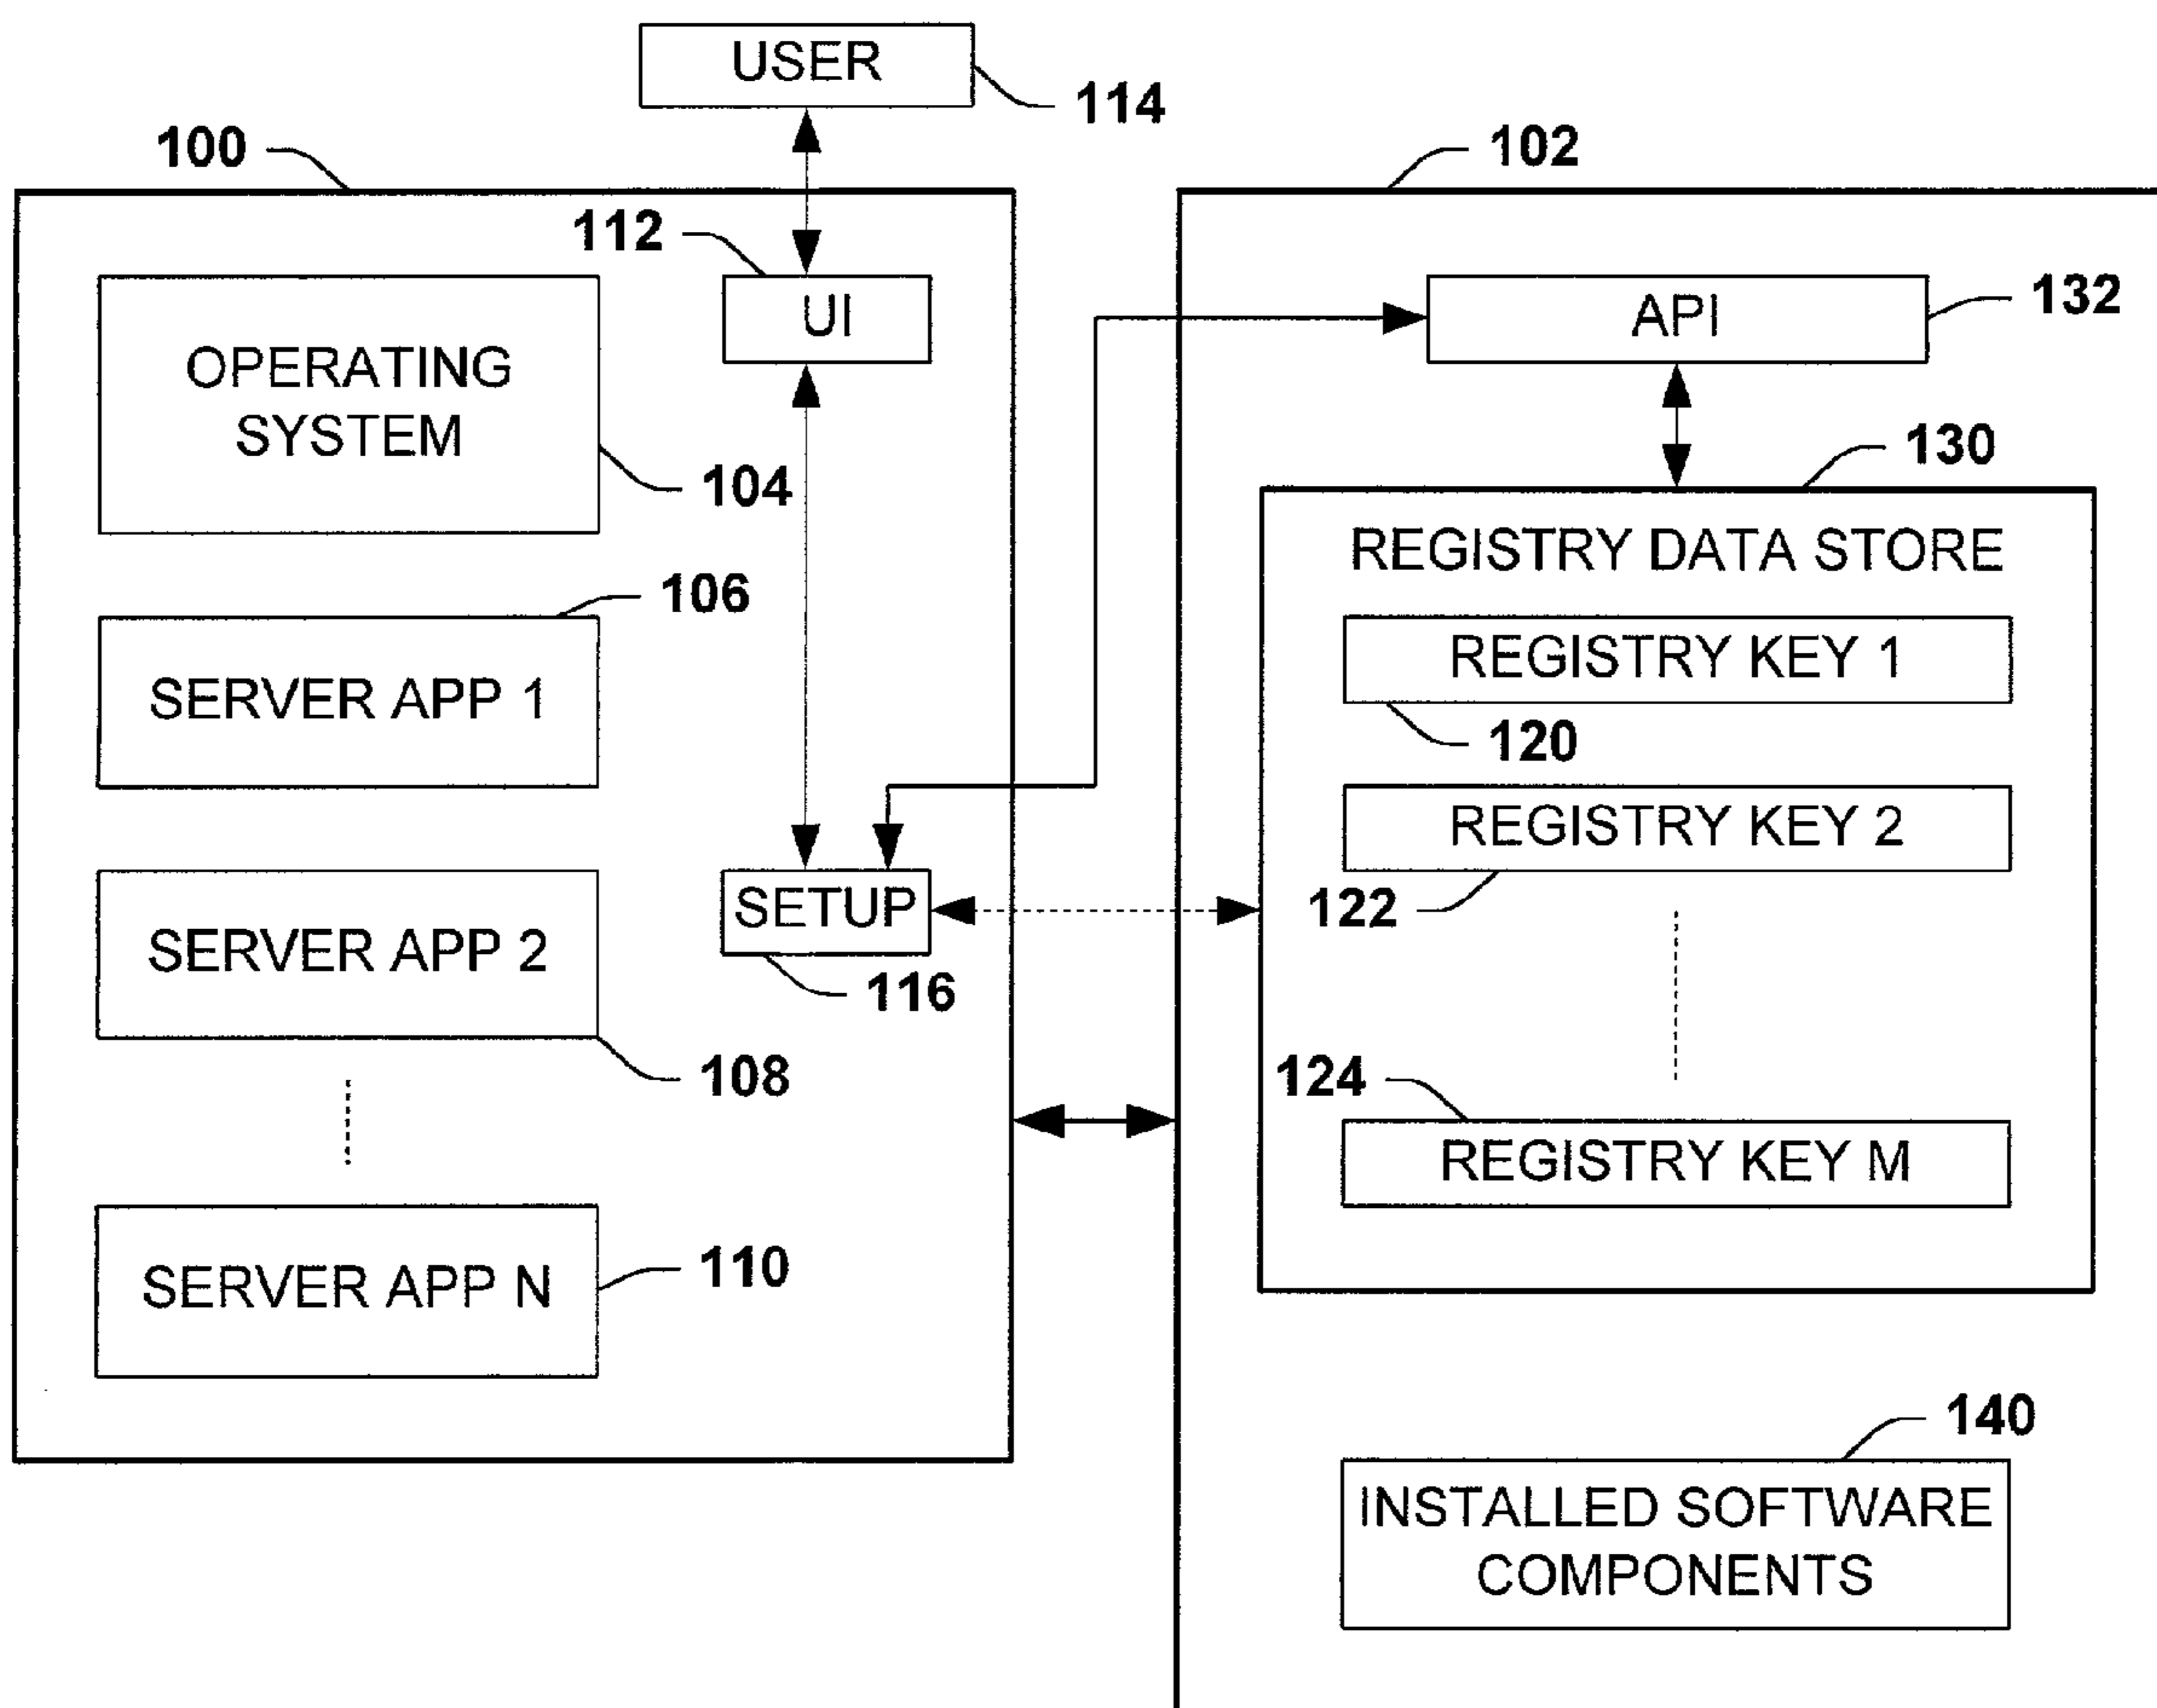 USER
114
100
102
112
UI
API
132
OPERATING
SYSTEM
104
130
REGISTRY DATA STORE
106
SERVER APP 1
REGISTRY KEY 1
120
REGISTRY KEY 2
122
SETUP
116
SERVER APP 2
108
124
REGISTRY KEY M
SERVER APP N
110
140
INSTALLED SOFTWARE
COMPONENTS